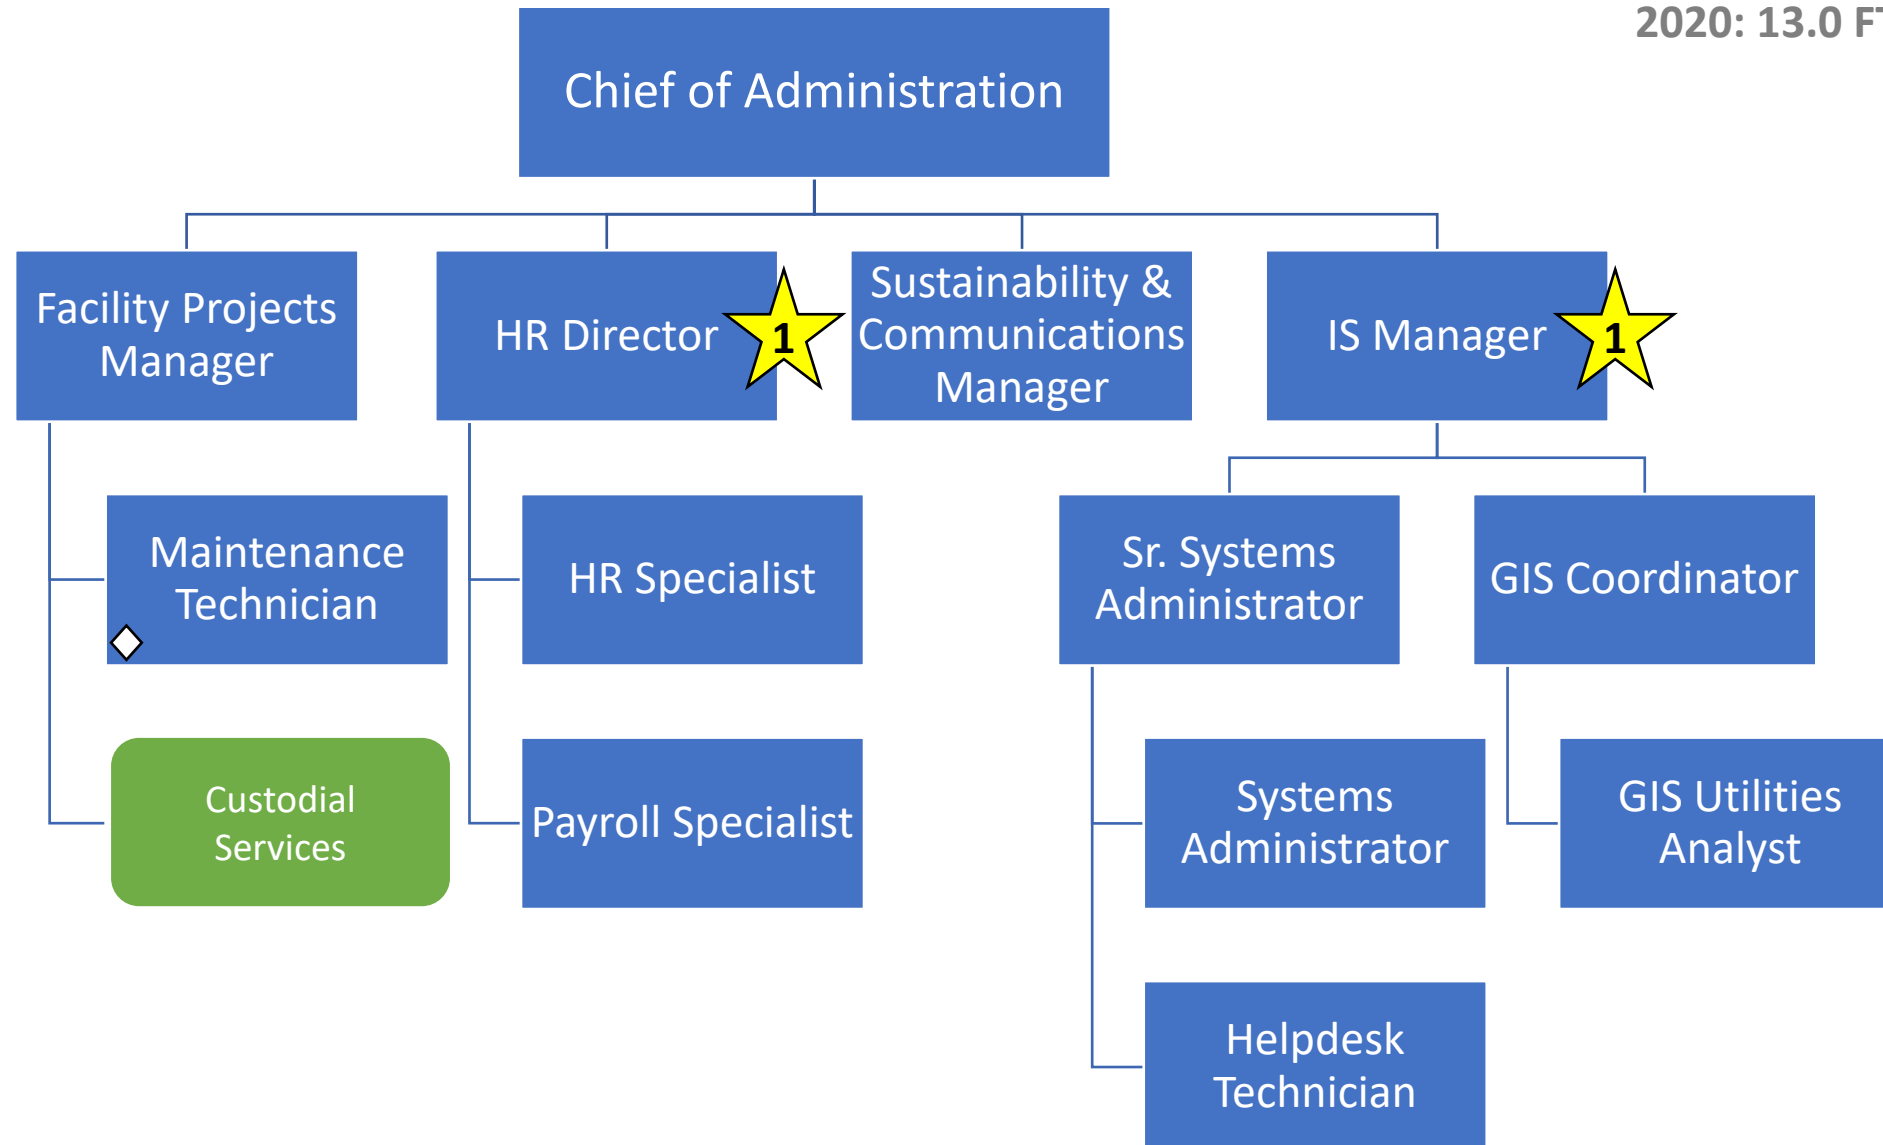 2020: 13.0 FT
Chief of Administration
Facility Projects
Manager
HR Director
1
Sustainability &
Communications
Manager
IS Manager
1
Maintenance
Technician
HR Specialist
Sr. Systems
Administrator
GIS Coordinator
Custodial
Services
Payroll Specialist
Systems
Administrator
GIS Utilities
Analyst
Helpdesk
Technician